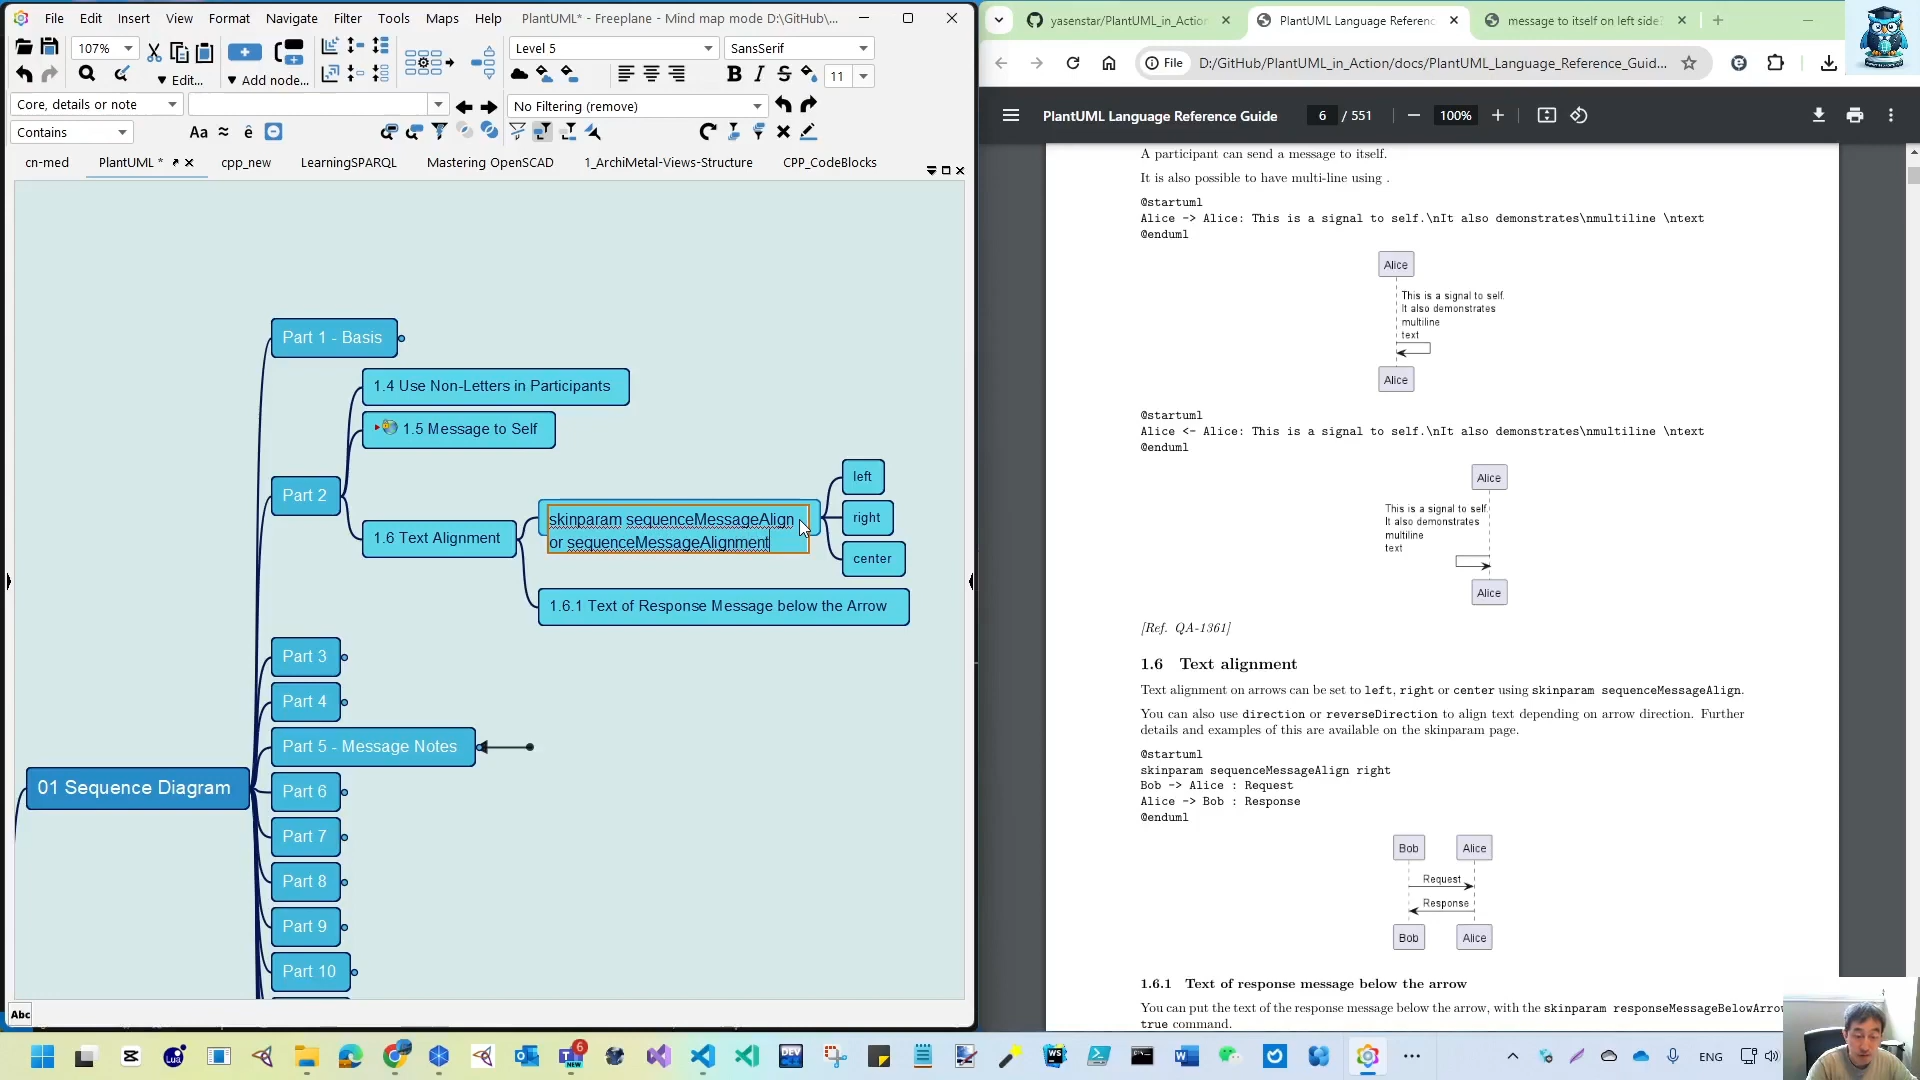 File Edit Insert View Format Navigate Filter Tools Maps Help PlantUML* - Freeplane - Mind map mode D:\GitHub\...
107%
Level 5
SansSerif
Edit...
Add node...
B I S 11
Core, details or note
No Filtering (remove)
Contains
Aa ≈ ê
cn-med PlantUML * cpp_new LearningSPARQL Mastering OpenSCAD 1_ArchiMetal-Views-Structure CPP_CodeBlocks
Part 1 - Basis
1.4 Use Non-Letters in Participants
1.5 Message to Self
Part 2
1.6 Text Alignment
skinparam sequenceMessageAlign
or sequenceMessageAlignment
left
right
center
1.6.1 Text of Response Message below the Arrow
Part 3
Part 4
Part 5 - Message Notes
01 Sequence Diagram
Part 6
Part 7
Part 8
Part 9
Part 10
Abc
yasenstar/PlantUML_in_Action
PlantUML Language Referenc
message to itself on left side
File D:/GitHub/PlantUML_in_Action/docs/PlantUML_Language_Reference_Guid...
PlantUML Language Reference Guide 6 / 551 100%
A participant can send a message to itself.
It is also possible to have multi-line using .
@startuml
Alice -> Alice: This is a signal to self.\nIt also demonstrates\nmultiline \ntext
@enduml
Alice
This is a signal to self.
It also demonstrates
multiline
text
Alice
@startuml
Alice <- Alice: This is a signal to self.\nIt also demonstrates\nmultiline \ntext
@enduml
Alice
This is a signal to self.
It also demonstrates
multiline
text
Alice
[Ref. QA-1361]
1.6 Text alignment
Text alignment on arrows can be set to left, right or center using skinparam sequenceMessageAlign.
You can also use direction or reverseDirection to align text depending on arrow direction. Further
details and examples of this are available on the skinparam page.
@startuml
skinparam sequenceMessageAlign right
Bob -> Alice : Request
Alice -> Bob : Response
@enduml
Bob Alice
Request
Response
Bob Alice
1.6.1 Text of response message below the arrow
You can put the text of the response message below the arrow, with the skinparam responseMessageBelowArrow
true command.
6
NEW
DEV
ENG